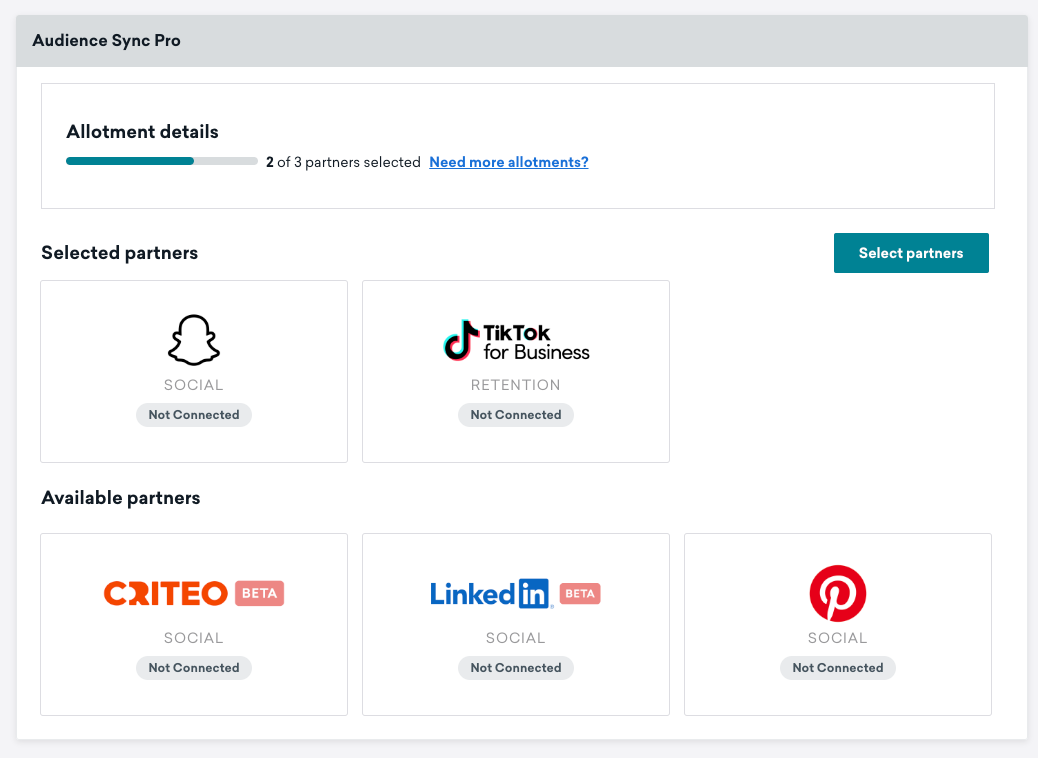 Audience Sync Pro
Allotment details
2 of 3 partners selected Need more allotments?
Selected partners
Select partners
SOCIAL
Not Connected
TikTok
for Business
RETENTION
Not Connected
Available partners
CRITEO BETA
SOCIAL
Not Connected
LinkedIn BETA
SOCIAL
Not Connected
SOCIAL
Not Connected